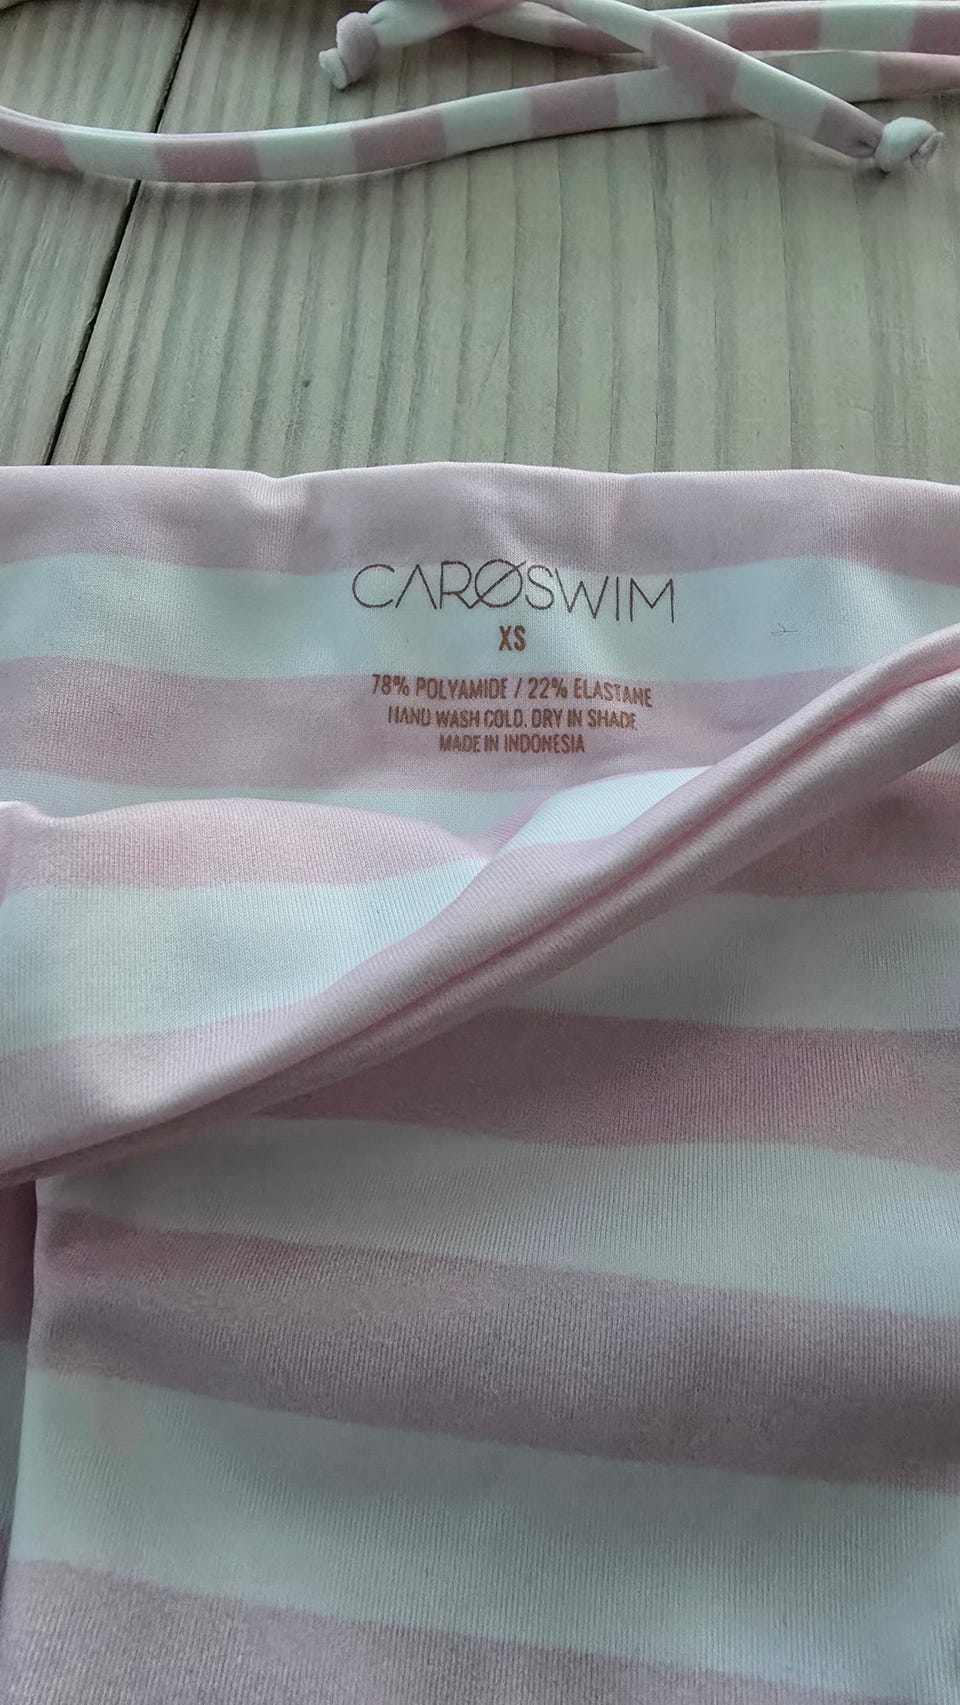 CARØSWIM
XS
78% POLYAMIDE / 22% ELASTANE
HAND WASH COLD. DRY IN SHADE
MADE IN INDONESIA